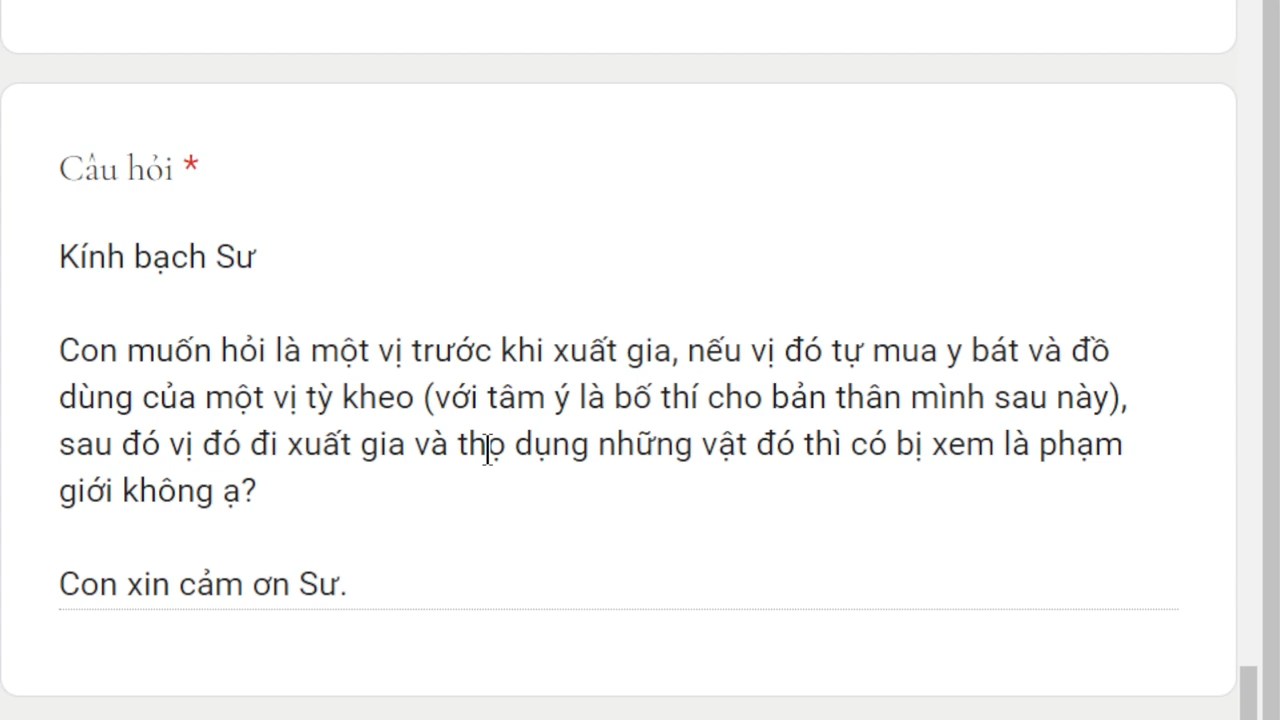 Câu hỏi *
Kính bạch Sư
Con muốn hỏi là một vị trước khi xuất gia, nếu vị đó tự mua y bát và đồ
dùng của một vị tỳ kheo (với tâm ý là bố thí cho bản thân mình sau này),
sau đó vị đó đi xuất gia và thọ dụng những vật đó thì có bị xem là phạm
giới không ạ?
Con xin cảm ơn Sư.